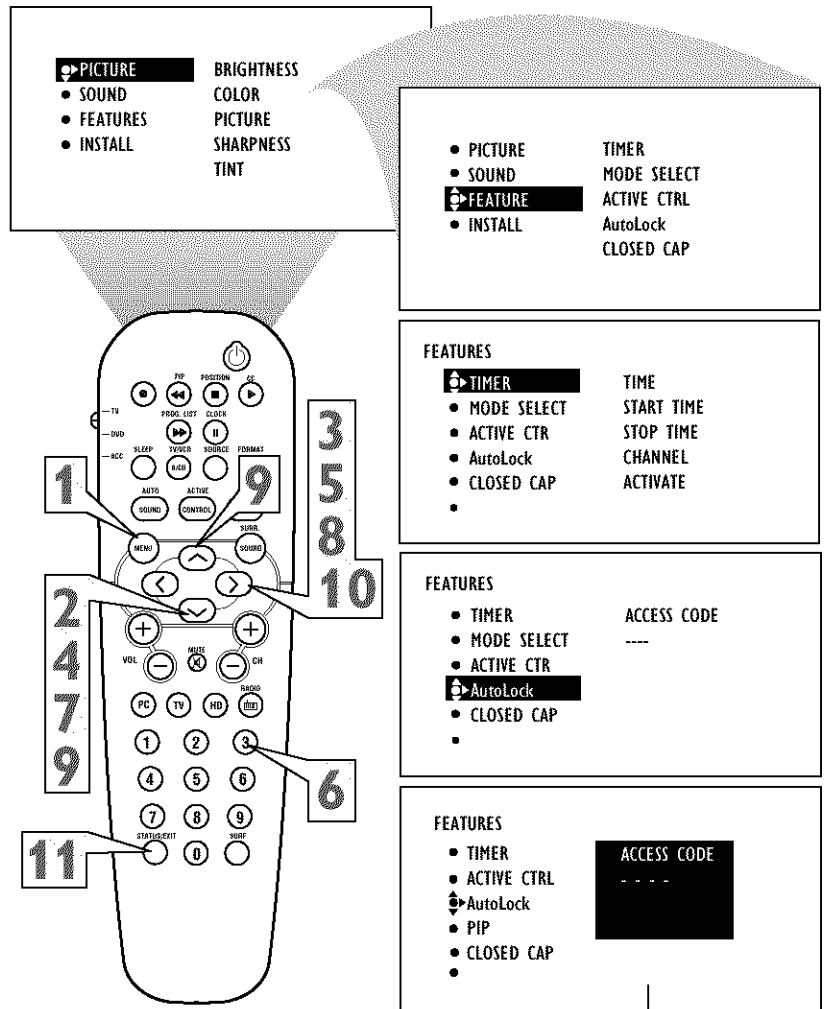 PICTURE BRIGHTNESS
SOUND COLOR
FEATURES PICTURE
INSTALL SHARPNESS
TINT
PICTURE TIMER
SOUND MODE SELECT
FEATURE ACTIVE CTRL
INSTALL AutoLock
CLOSED CAP
FEATURES
TIMER TIME
MODE SELECT START TIME
ACTIVE CTR STOP TIME
AutoLock CHANNEL
CLOSED CAP ACTIVATE
FEATURES
TIMER ACCESS CODE
MODE SELECT ----
ACTIVE CTR
AutoLock
CLOSED CAP
FEATURES
TIMER ACCESS CODE
ACTIVE CTRL - - - -
AutoLock
PIP
CLOSED CAP
POSITION CC
TV
PROG. LIST CLOCK
DVD
ACC
SLEEP TV/VCR SOURCE FORMAT
A/CH
AUTO ACTIVE
SOUND CONTROL
SURR.
MENU SOUND
VOL MUTE CH
RADIO
PC TV HD
1 2 3
4 5 6
7 8 9
STATUS/EXIT SURF
0
1
9
3
5
8
10
2
4
7
9
6
11